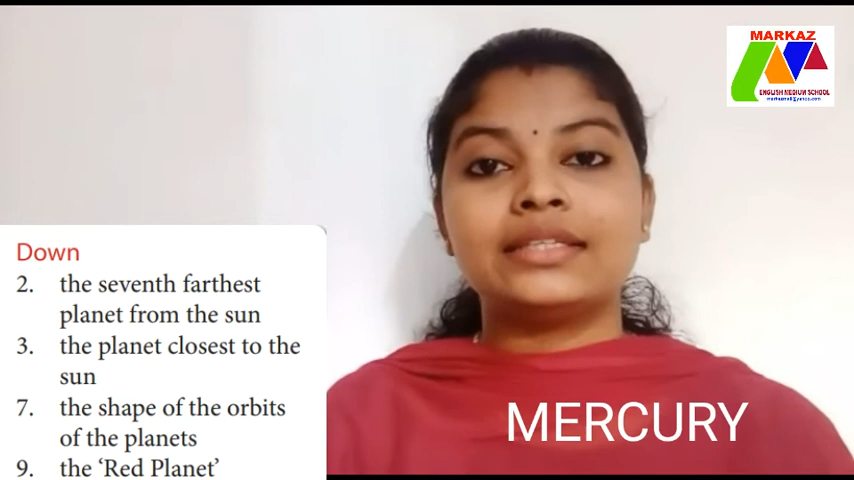 MARKAZ
ENGLISH MEDIUM SCHOOL
Down
2. the seventh farthest
planet from the sun
3. the planet closest to the
sun
7. the shape of the orbits
of the planets
9. the ‘Red Planet’
MERCURY